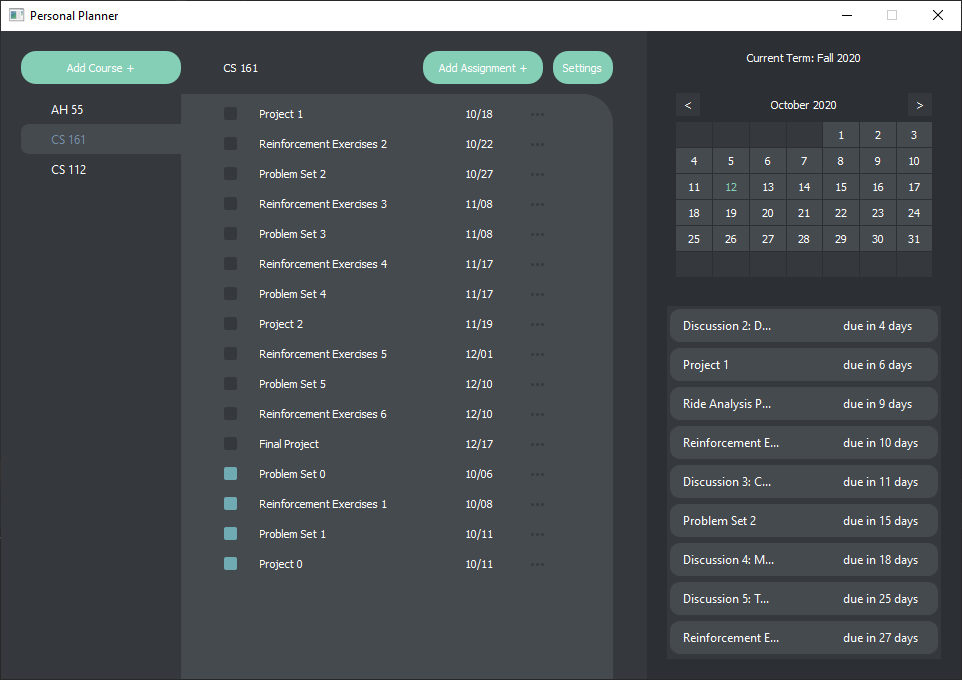 Personal Planner
Add Course +
CS 161
Add Assignment +
Settings
AH 55
CS 161
CS 112
Project 1 10/18 ...
Reinforcement Exercises 2 10/22 ...
Problem Set 2 10/27 ...
Reinforcement Exercises 3 11/08 ...
Problem Set 3 11/08 ...
Reinforcement Exercises 4 11/17 ...
Problem Set 4 11/17 ...
Project 2 11/19 ...
Reinforcement Exercises 5 12/01 ...
Problem Set 5 12/10 ...
Reinforcement Exercises 6 12/10 ...
Final Project 12/17 ...
Problem Set 0 10/06 ...
Reinforcement Exercises 1 10/08 ...
Problem Set 1 10/11 ...
Project 0 10/11 ...
Current Term: Fall 2020
< October 2020 >
1 2 3
4 5 6 7 8 9 10
11 12 13 14 15 16 17
18 19 20 21 22 23 24
25 26 27 28 29 30 31
Discussion 2: D... due in 4 days
Project 1 due in 6 days
Ride Analysis P... due in 9 days
Reinforcement E... due in 10 days
Discussion 3: C... due in 11 days
Problem Set 2 due in 15 days
Discussion 4: M... due in 18 days
Discussion 5: T... due in 25 days
Reinforcement E... due in 27 days